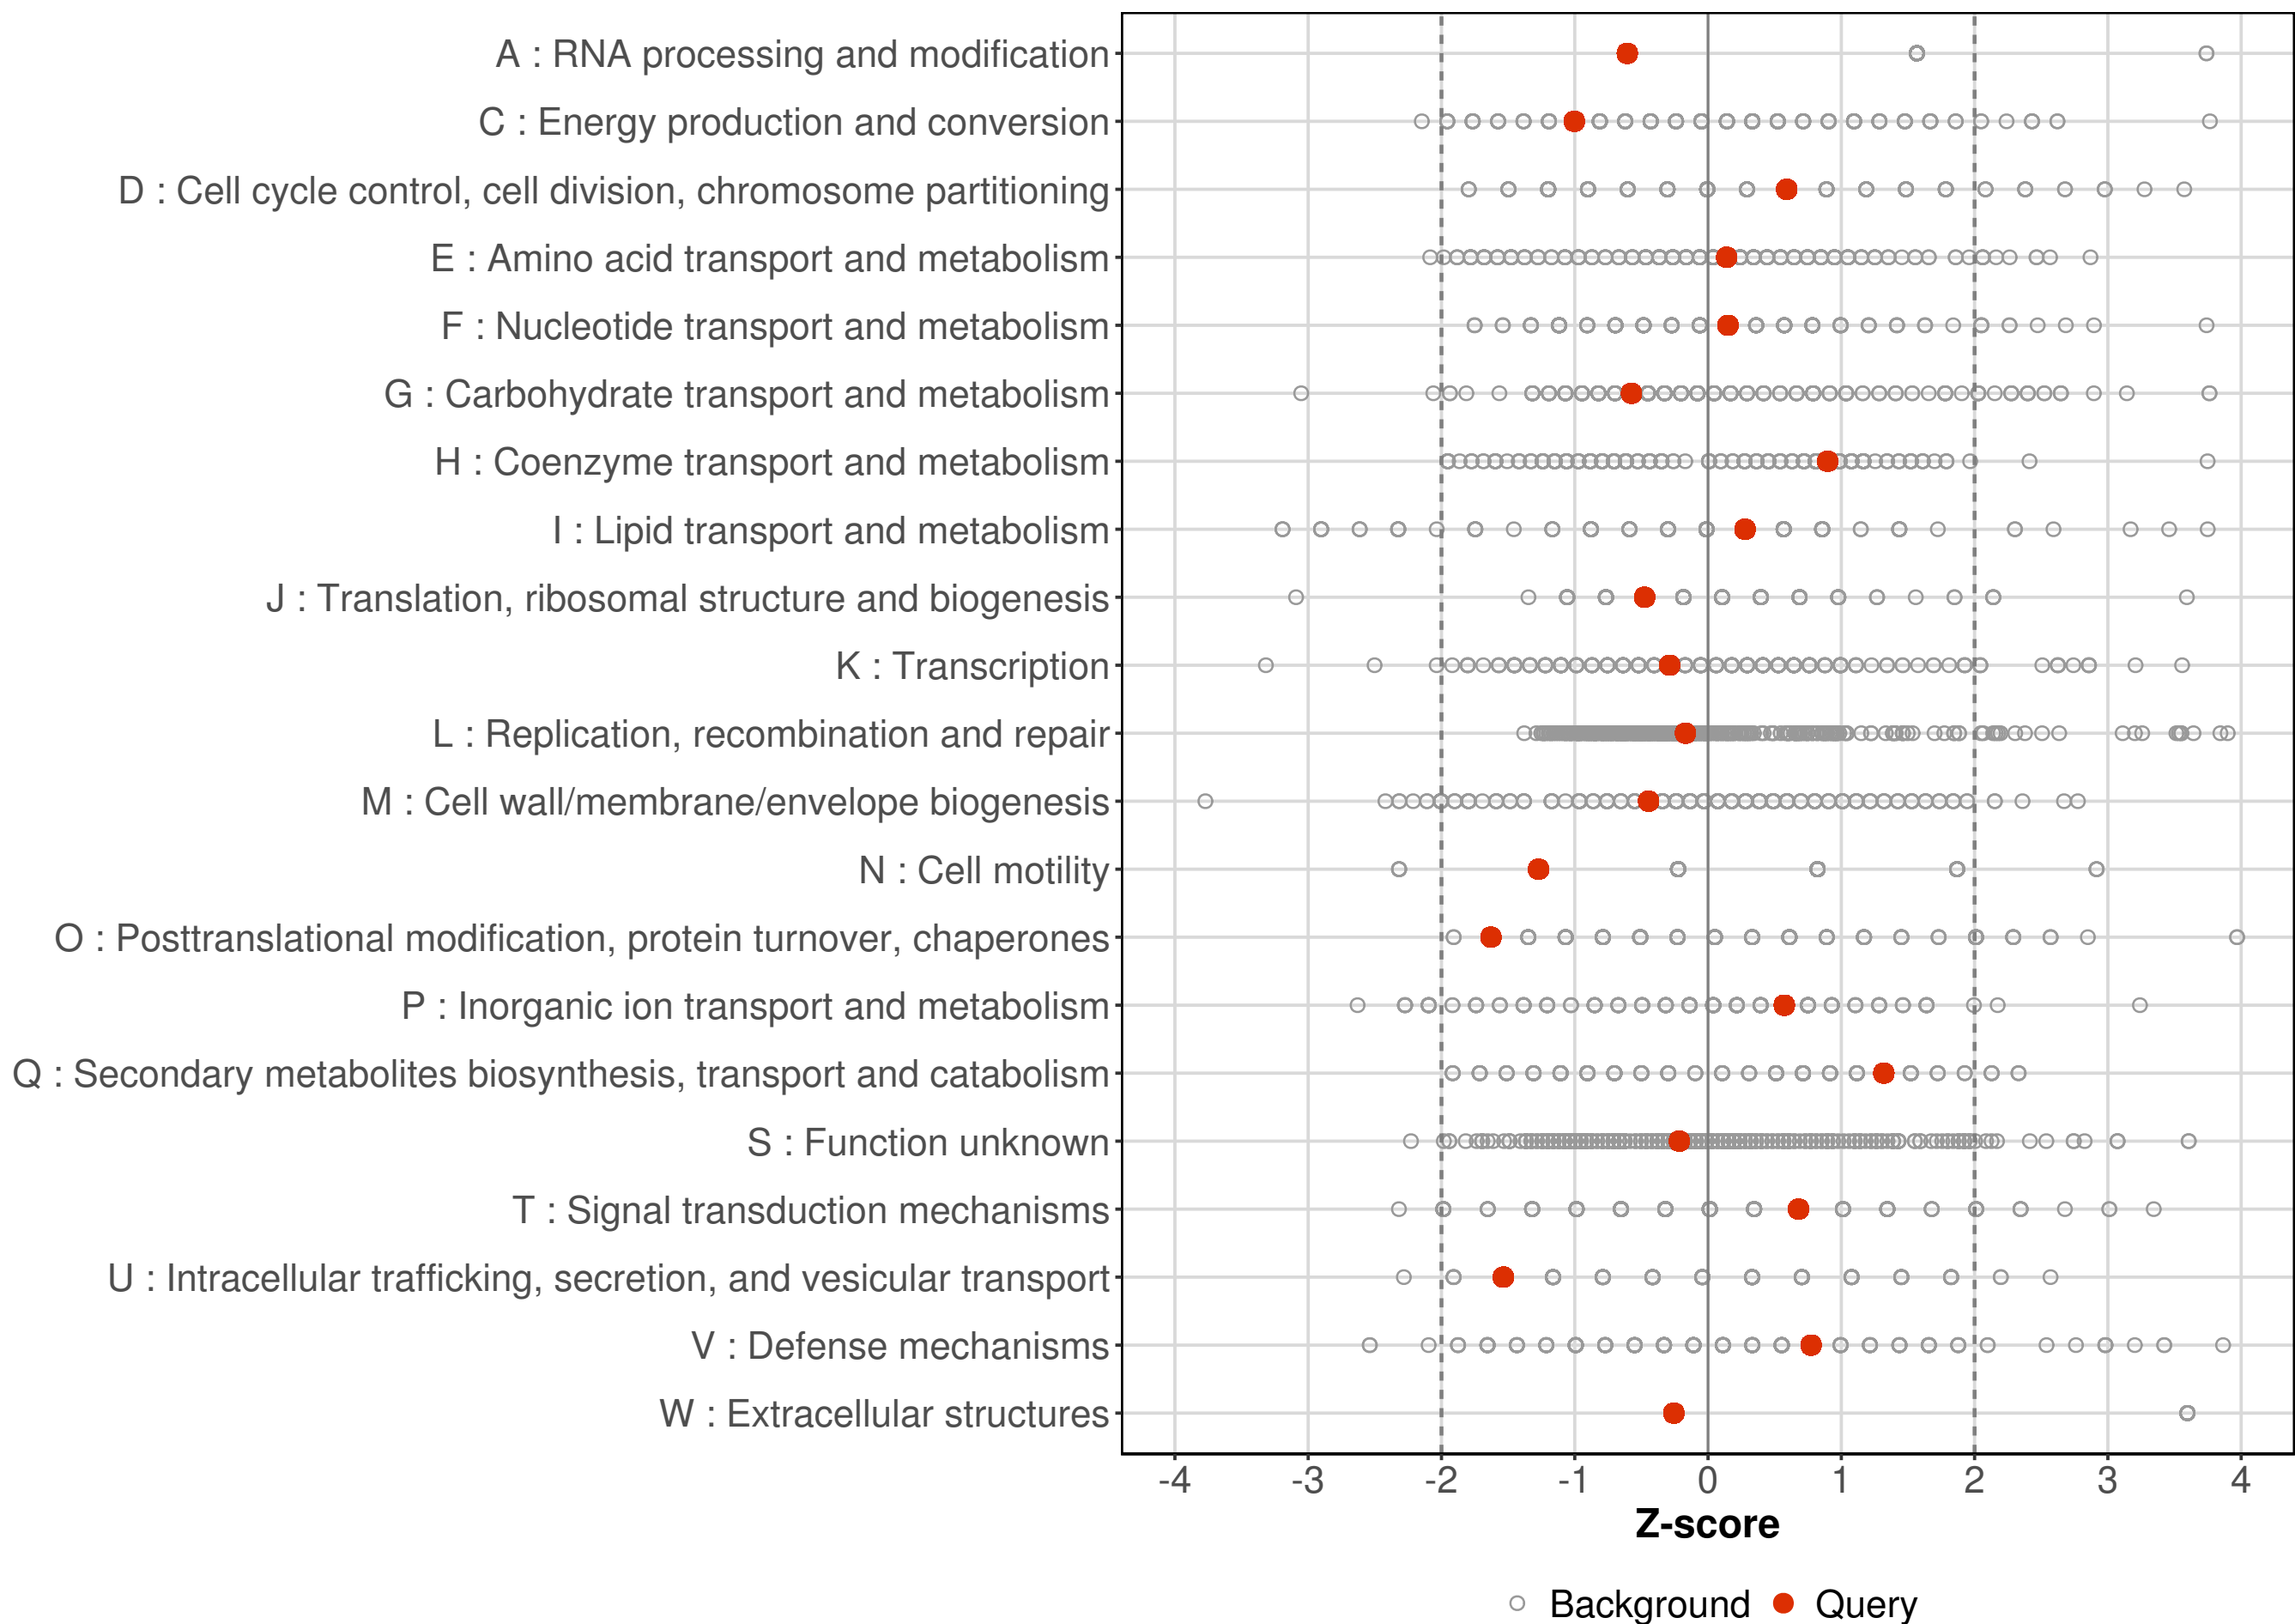 A : RNA processing and modification
C : Energy production and conversion
D : Cell cycle control, cell division, chromosome partitioning
E : Amino acid transport and metabolism
F : Nucleotide transport and metabolism
G : Carbohydrate transport and metabolism
H : Coenzyme transport and metabolism
I : Lipid transport and metabolism
J : Translation, ribosomal structure and biogenesis
K : Transcription
L : Replication, recombination and repair
M : Cell wall/membrane/envelope biogenesis
N : Cell motility
O : Posttranslational modification, protein turnover, chaperones
P : Inorganic ion transport and metabolism
Q : Secondary metabolites biosynthesis, transport and catabolism
S : Function unknown
T : Signal transduction mechanisms
U : Intracellular trafficking, secretion, and vesicular transport
V : Defense mechanisms
W : Extracellular structures
-4 -3 -2 -1 0 1 2 3 4
Z-score
Background Query